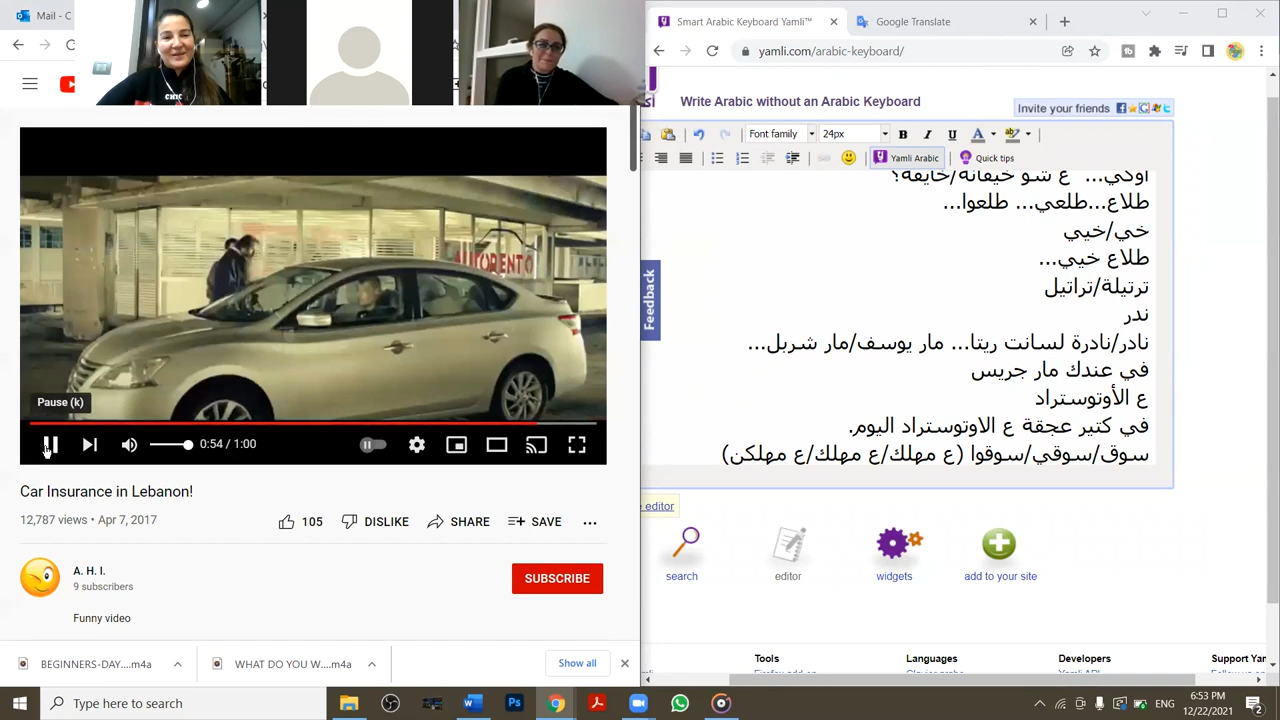 Mail - C
CHIC
Pause (k)
0:54 / 1:00
Car Insurance in Lebanon!
12,787 views • Apr 7, 2017
105
DISLIKE
SHARE
SAVE
A. H. I.
9 subscribers
SUBSCRIBE
Funny video
BEGINNERS-DAY....m4a
WHAT DO YOU W....m4a
Show all
Smart Arabic Keyboard Yamli™
Google Translate
yamli.com/arabic-keyboard/
Write Arabic without an Arabic Keyboard
Invite your friends
Font family
24px
B I U A
Yamli Arabic
Quick tips
اوكي... ع شو خيفانة/خايفة؟
طلاع...طلعي... طلعوا...
خي/خيي
طلاع خيي...
ترتيلة/تراتيل
ندر
نادر/نادرة لسانت ريتا... مار يوسف/مار شربل...
في عندك مار جريس
ع الأوتوستراد
في كتير عجقة ع الاوتوستراد اليوم.
سوق/سوقي/سوقوا (ع مهلك/ع مهلك/ع مهلكن)
Feedback
editor
search
editor
widgets
add to your site
Tools
Languages
Developers
Support Yam
Type here to search
6:53 PM
12/22/2021